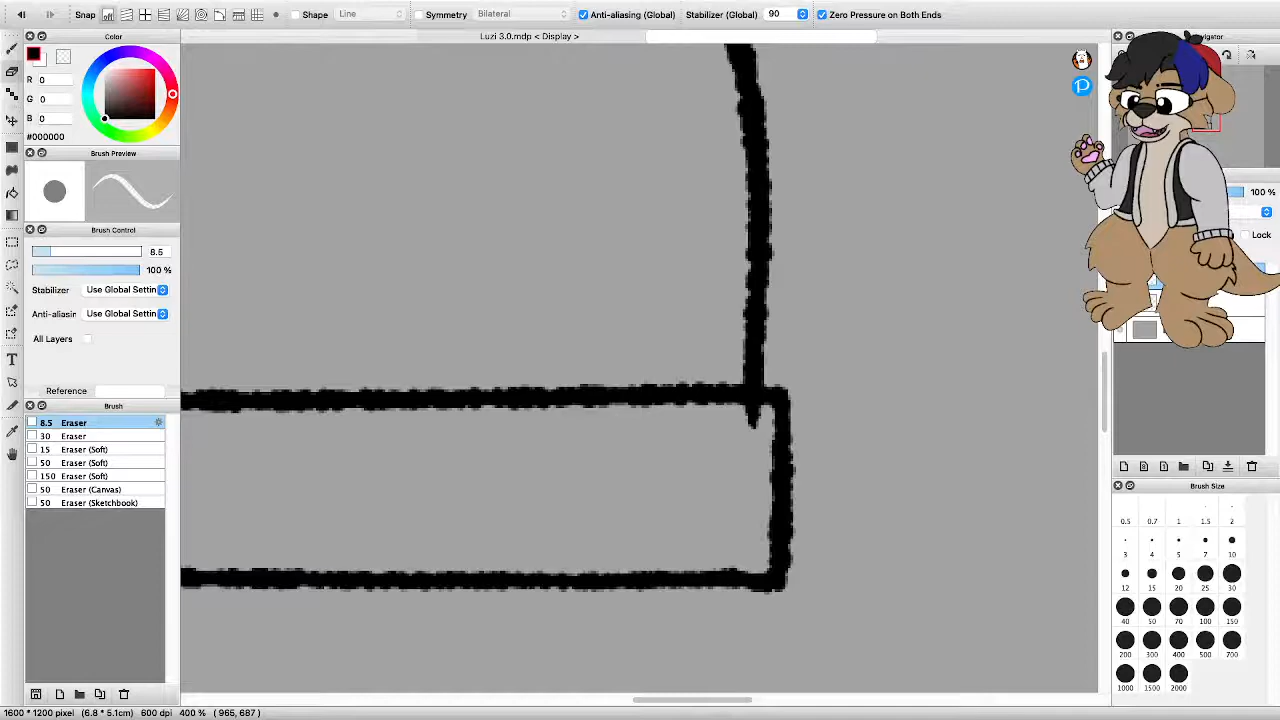 Snap
Shape
Line
Symmetry
Bilateral
Anti-aliasing (Global)
Stabilizer (Global)
90
Zero Pressure on Both Ends
Color
Luzi 3.0.mdp < Display >
R 0
G 0
B 0
#000000
Brush Preview
Brush Control
8.5
100 %
Stabilizer
Use Global Settin
Anti-aliasin
Use Global Settin
All Layers
Reference
Brush
8.5 Eraser
30 Eraser
15 Eraser (Soft)
50 Eraser (Soft)
150 Eraser (Soft)
50 Eraser (Canvas)
50 Eraser (Sketchbook)
100 %
Lock
Brush Size
0.5 0.7 1 1.5 2
3 4 5 7 10
12 15 20 25 30
40 50 70 100 150
200 300 400 500 700
1000 1500 2000
1600 * 1200 pixel (6.8 * 5.1cm) 600 dpi 400 % ( 965, 687 )